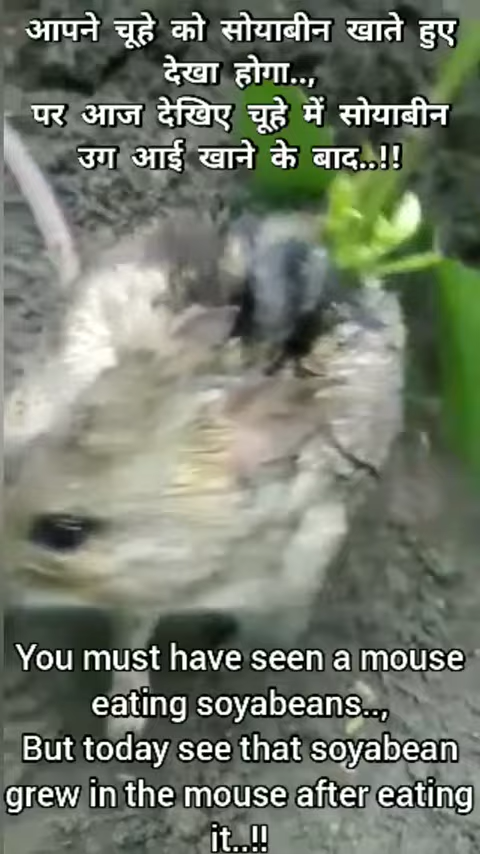 आपने चूहे को सोयाबीन खाते हुए
देखा होगा..,
पर आज देखिए चूहे में सोयाबीन
उग आई खाने के बाद..!!
You must have seen a mouse
eating soyabeans..,
But today see that soyabean
grew in the mouse after eating
it..!!